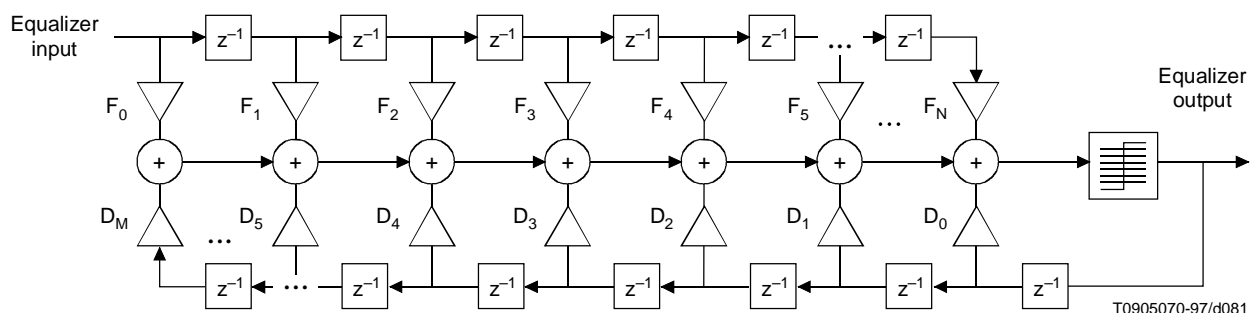 Equalizer
input
z⁻¹ z⁻¹ z⁻¹ z⁻¹ z⁻¹ ... z⁻¹
F₀ F₁ F₂ F₃ F₄ F₅ ... F_N
Equalizer
output
+ + + + + + +
D_M ... D₅ D₄ D₃ D₂ D₁ D₀
z⁻¹ ... z⁻¹ z⁻¹ z⁻¹ z⁻¹ z⁻¹ z⁻¹
T0905070-97/d081